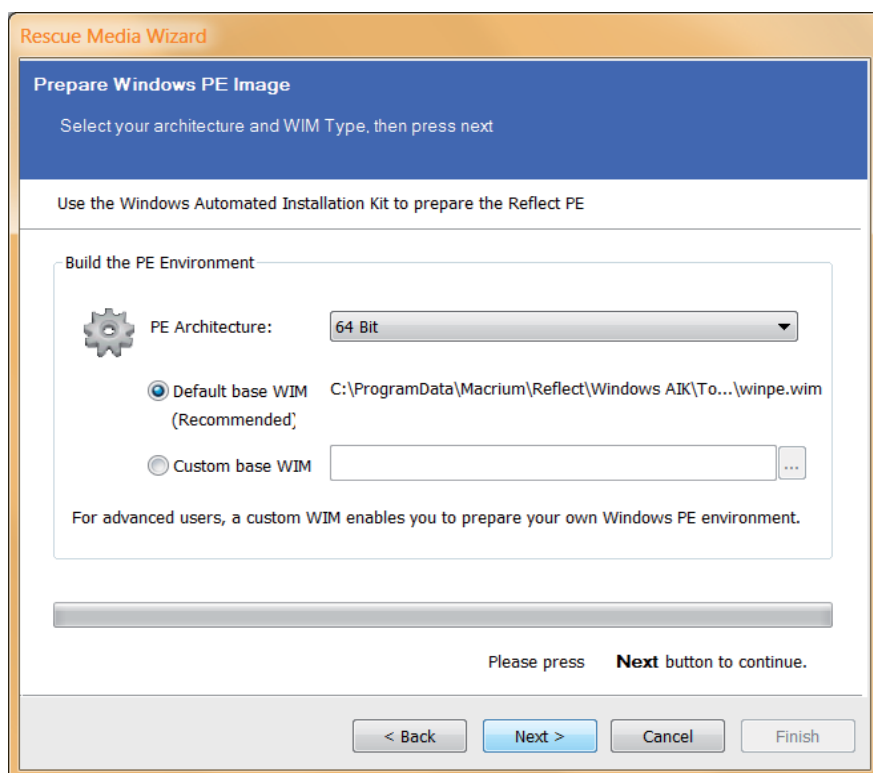 Rescue Media Wizard
Prepare Windows PE Image
Select your architecture and WIM Type, then press next
Use the Windows Automated Installation Kit to prepare the Reflect PE
Build the PE Environment
PE Architecture: 64 Bit
Default base WIM C:\ProgramData\Macrium\Reflect\Windows AIK\To...\winpe.wim
(Recommended)
Custom base WIM ...
For advanced users, a custom WIM enables you to prepare your own Windows PE environment.
Please press Next button to continue.
< Back Next > Cancel Finish